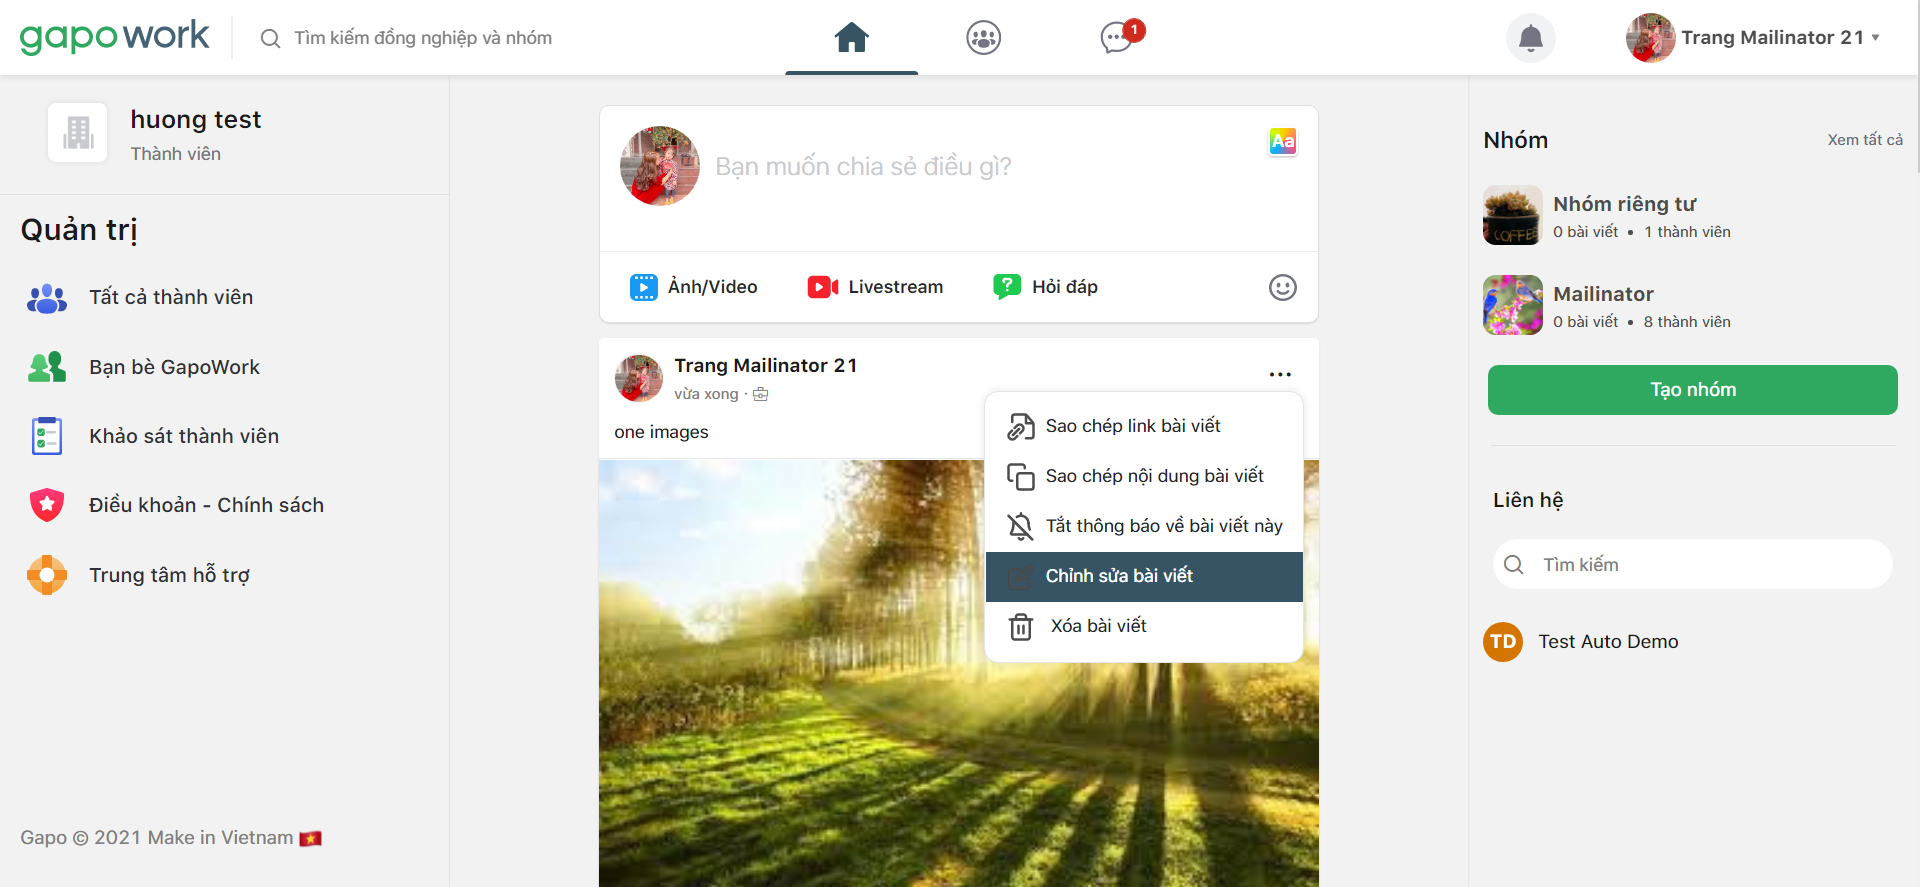 gapowork
Tìm kiếm đồng nghiệp và nhóm
1
Trang Mailinator 21
huong test
Thành viên
Quản trị
Tất cả thành viên
Bạn bè GapoWork
Khảo sát thành viên
Điều khoản - Chính sách
Trung tâm hỗ trợ
Gapo © 2021 Make in Vietnam
Bạn muốn chia sẻ điều gì?
Aa
Ảnh/Video
Livestream
Hỏi đáp
Trang Mailinator 21
vừa xong ·
one images
Sao chép link bài viết
Sao chép nội dung bài viết
Tắt thông báo về bài viết này
Chỉnh sửa bài viết
Xóa bài viết
Nhóm
Xem tất cả
COFFE
Nhóm riêng tư
0 bài viết • 1 thành viên
Mailinator
0 bài viết • 8 thành viên
Tạo nhóm
Liên hệ
Tìm kiếm
TD
Test Auto Demo